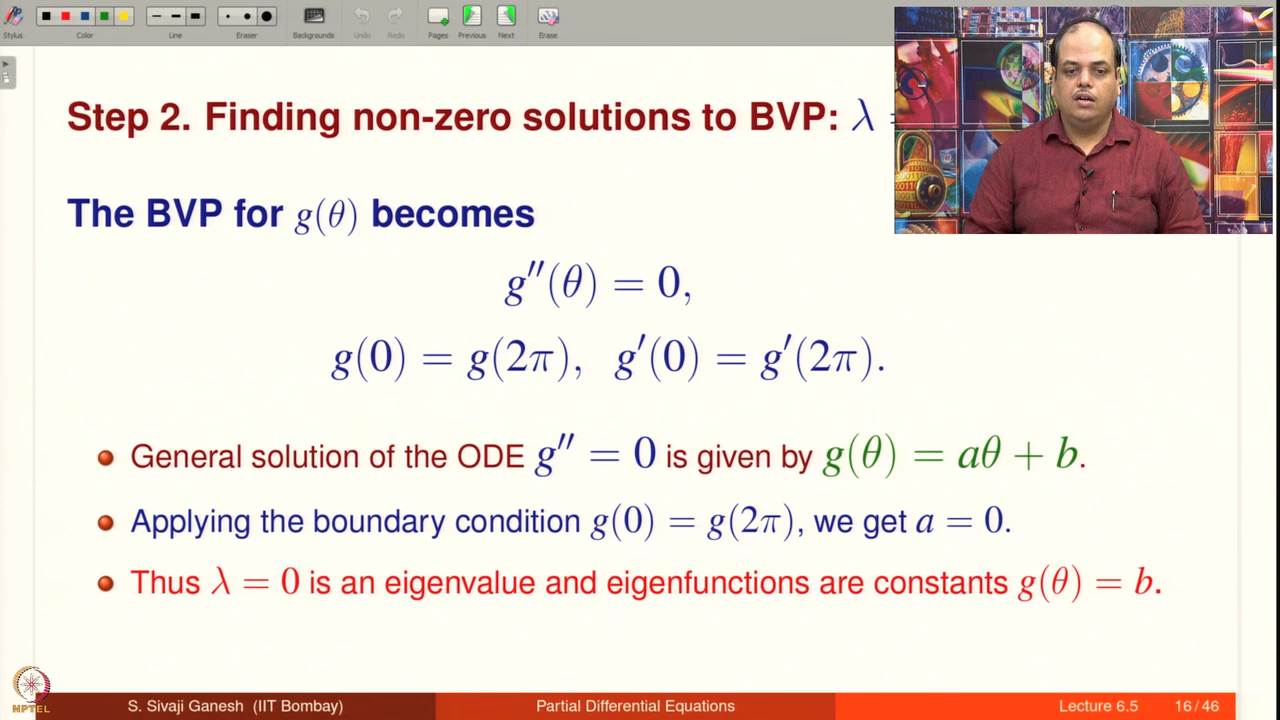 Stylus Color Line Eraser Backgrounds Undo Redo Pages Previous Next Erase
Step 2. Finding non-zero solutions to BVP: λ =
The BVP for g(θ) becomes
g″(θ) = 0,
g(0) = g(2π), g′(0) = g′(2π).
General solution of the ODE g″ = 0 is given by g(θ) = aθ + b.
Applying the boundary condition g(0) = g(2π), we get a = 0.
Thus λ = 0 is an eigenvalue and eigenfunctions are constants g(θ) = b.
NPTEL
S. Sivaji Ganesh (IIT Bombay) Partial Differential Equations Lecture 6.5 16 / 46